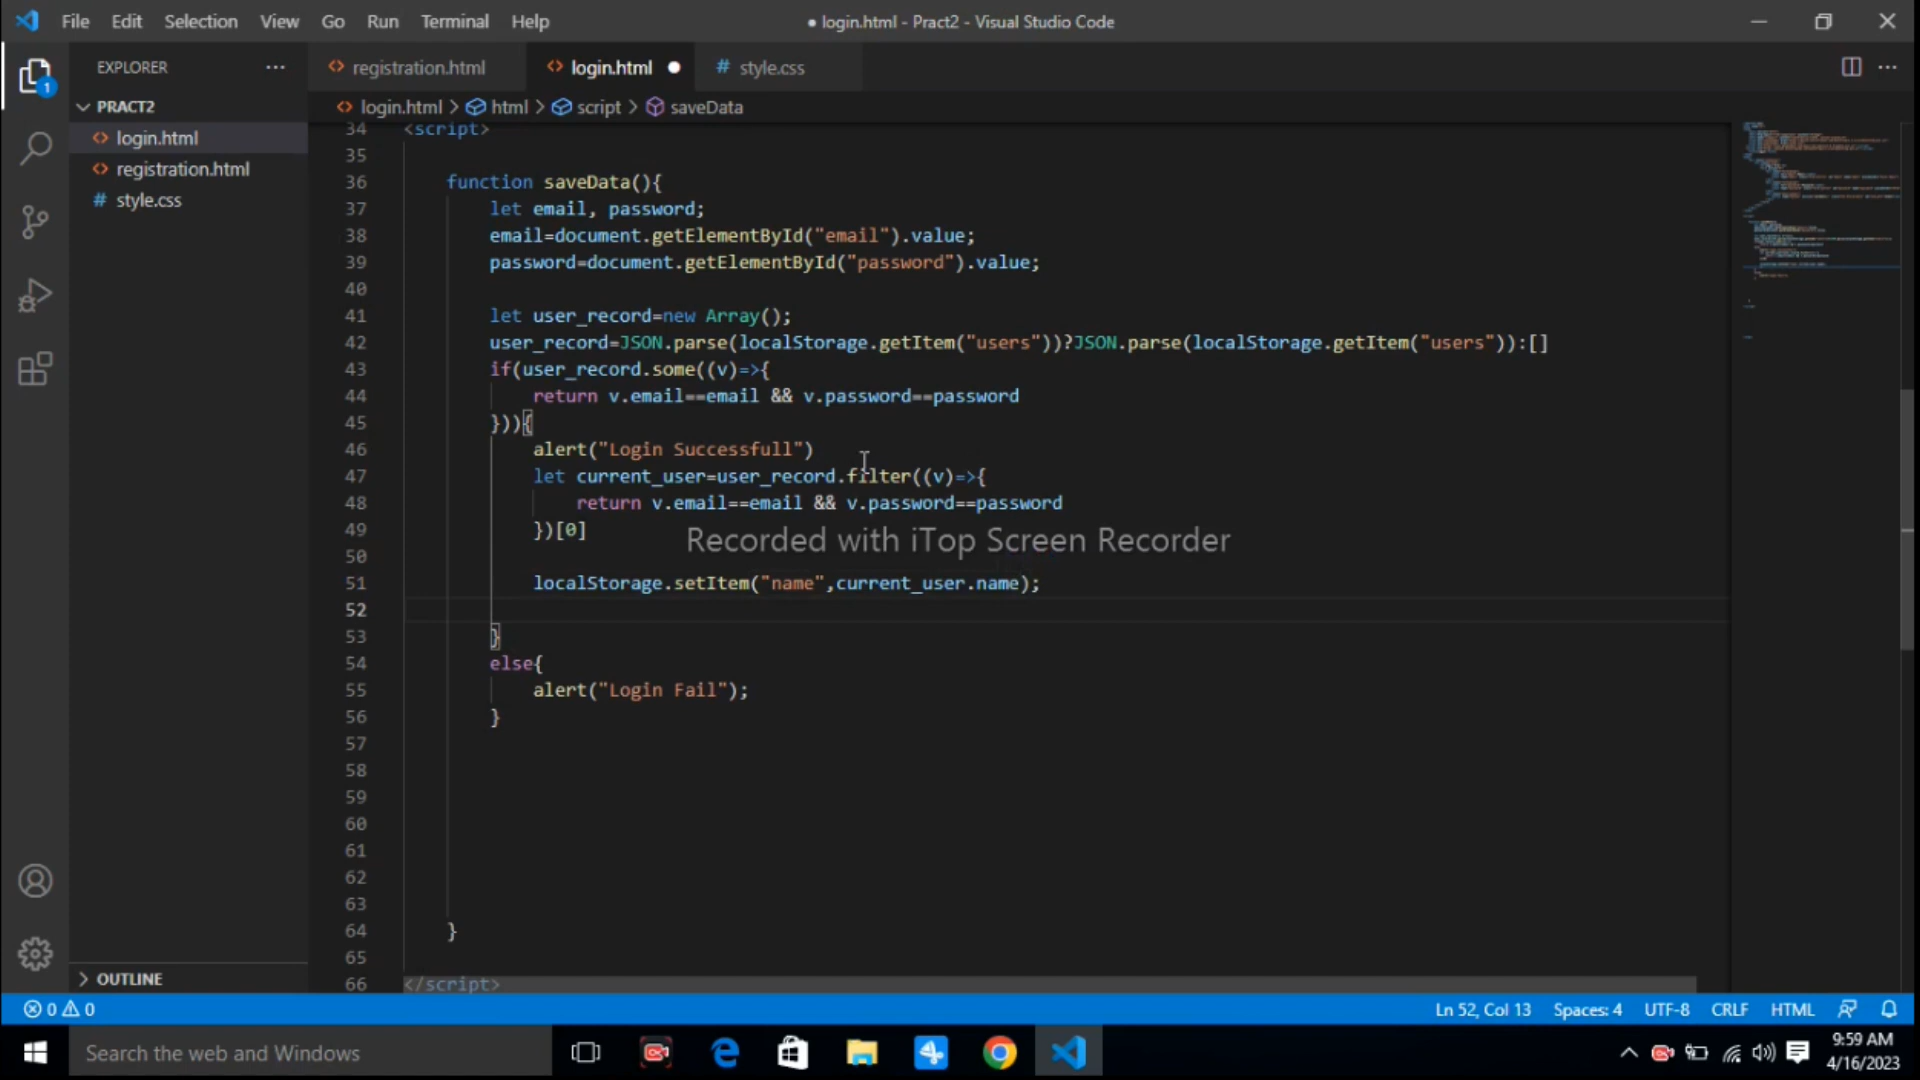 File Edit Selection View Go Run Terminal Help
● login.html - Pract2 - Visual Studio Code
EXPLORER
registration.html
login.html
style.css
PRACT2
login.html
registration.html
style.css
login.html > html > script > saveData
34 <script>
35
36 function saveData(){
37 let email, password;
38 email=document.getElementById("email").value;
39 password=document.getElementById("password").value;
40
41 let user_record=new Array();
42 user_record=JSON.parse(localStorage.getItem("users"))?JSON.parse(localStorage.getItem("users")):[]
43 if(user_record.some((v)=>{
44 return v.email==email && v.password==password
45 })){
46 alert("Login Successfull")
47 let current_user=user_record.filter((v)=>{
48 return v.email==email && v.password==password
49 })[0]
Recorded with iTop Screen Recorder
50
51 localStorage.setItem("name",current_user.name);
52
53 }
54 else{
55 alert("Login Fail");
56 }
57
58
59
60
61
62
63
64 }
65
66 </script>
1
OUTLINE
0 0
Ln 52, Col 13
Spaces: 4
UTF-8
CRLF
HTML
Search the web and Windows
9:59 AM
4/16/2023